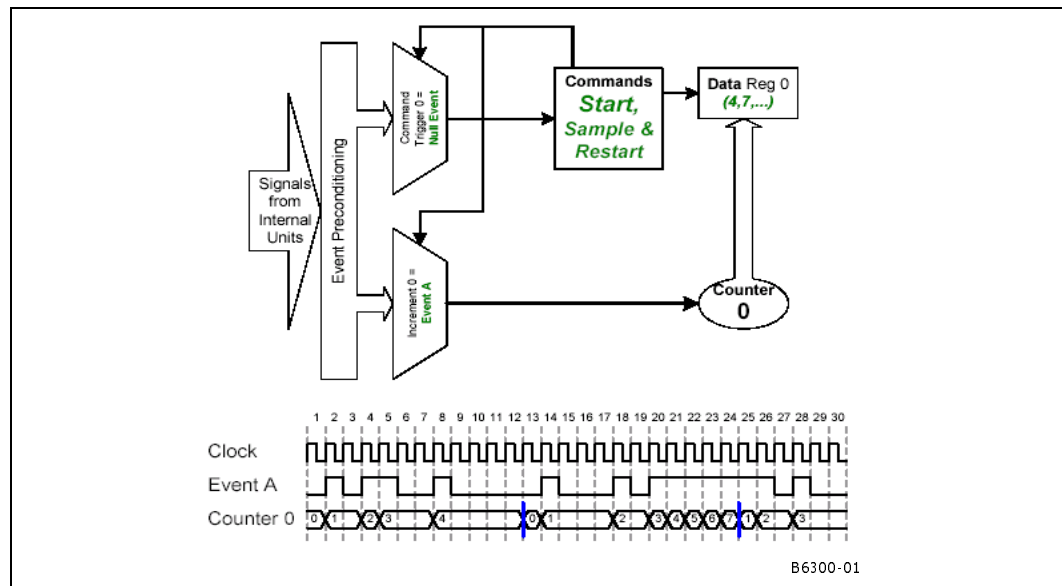 Signals
from
Internal
Units
Event Preconditioning
Command
Trigger 0 =
Null Event
Increment 0 =
Event A
Commands
Start,
Sample &
Restart
Data Reg 0
(4,7,...)
Counter
0
1 2 3 4 5 6 7 8 9 10 11 12 13 14 15 16 17 18 19 20 21 22 23 24 25 26 27 28 29 30
Clock
Event A
Counter 0 0 1 2 3 4 0 1 2 3 4 5 6 7 1 2 3
B6300-01